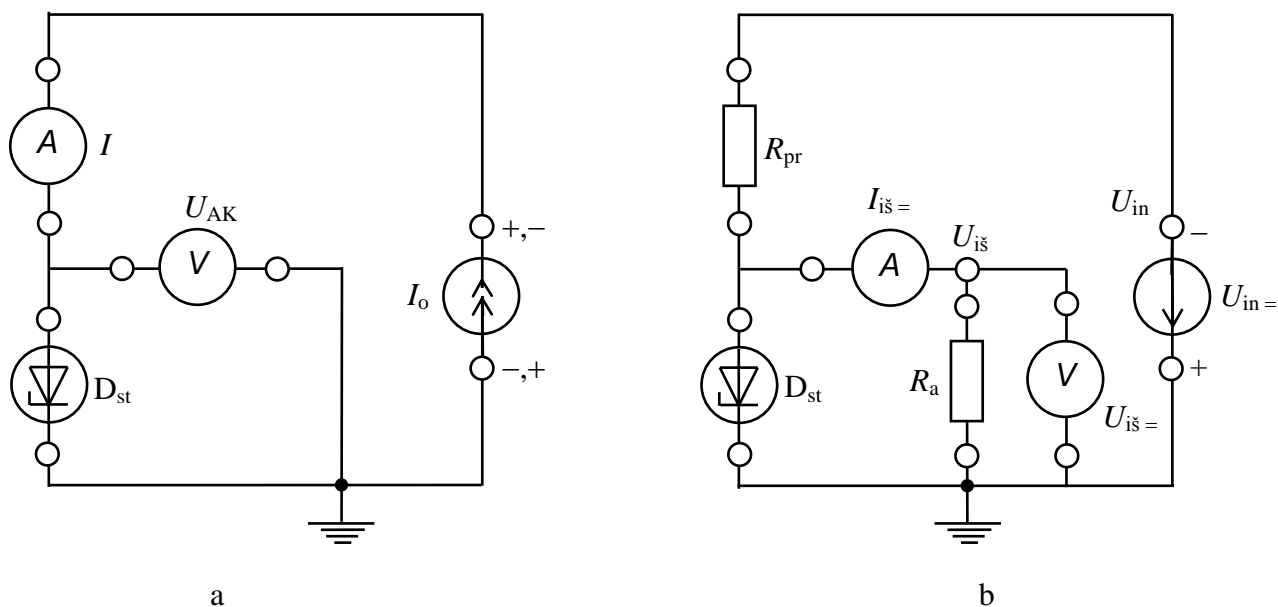 A
I
U_AK
V
+,−
I_o
−,+
D_st
a
R_pr
I_iš =
U_in
U_iš
−
A
U_in =
D_st
R_a
V
+
U_iš =
b